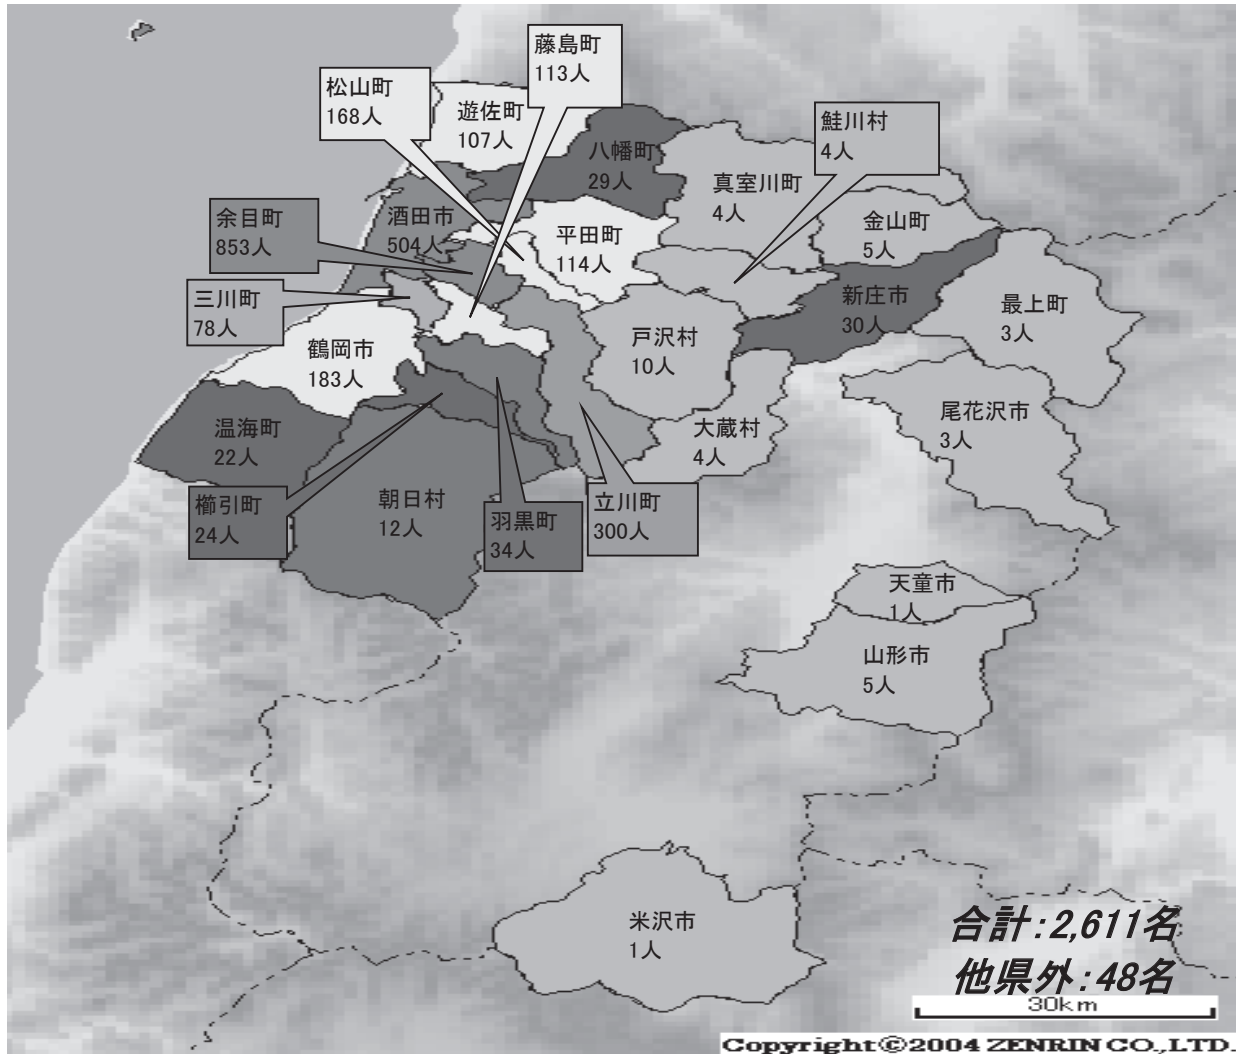 藤島町
113人
松山町
168人
遊佐町
107人
鮭川村
4人
八幡町
29人
真室川町
4人
余目町
853人
酒田市
504人
平田町
114人
金山町
5人
三川町
78人
新庄市
30人
最上町
3人
戸沢村
10人
鶴岡市
183人
尾花沢市
3人
温海町
22人
大蔵村
4人
櫛引町
24人
朝日村
12人
羽黒町
34人
立川町
300人
天童市
1人
山形市
5人
米沢市
1人
合計:2,611名
他県外:48名
30km
Copyright©2004 ZENRIN CO.,LTD.